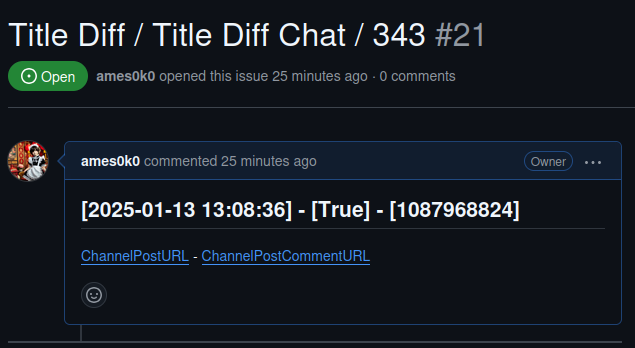 Title Diff / Title Diff Chat / 343 #21
Open ames0k0 opened this issue 25 minutes ago · 0 comments
ames0k0 commented 25 minutes ago Owner ...
[2025-01-13 13:08:36] - [True] - [1087968824]
ChannelPostURL - ChannelPostCommentURL